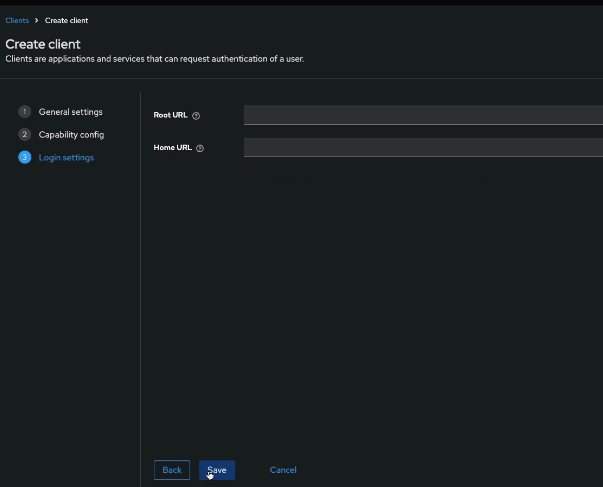 Clients > Create client
Create client
Clients are applications and services that can request authentication of a user.
1 General settings
2 Capability config
3 Login settings
Root URL ?
Home URL ?
Back Save Cancel